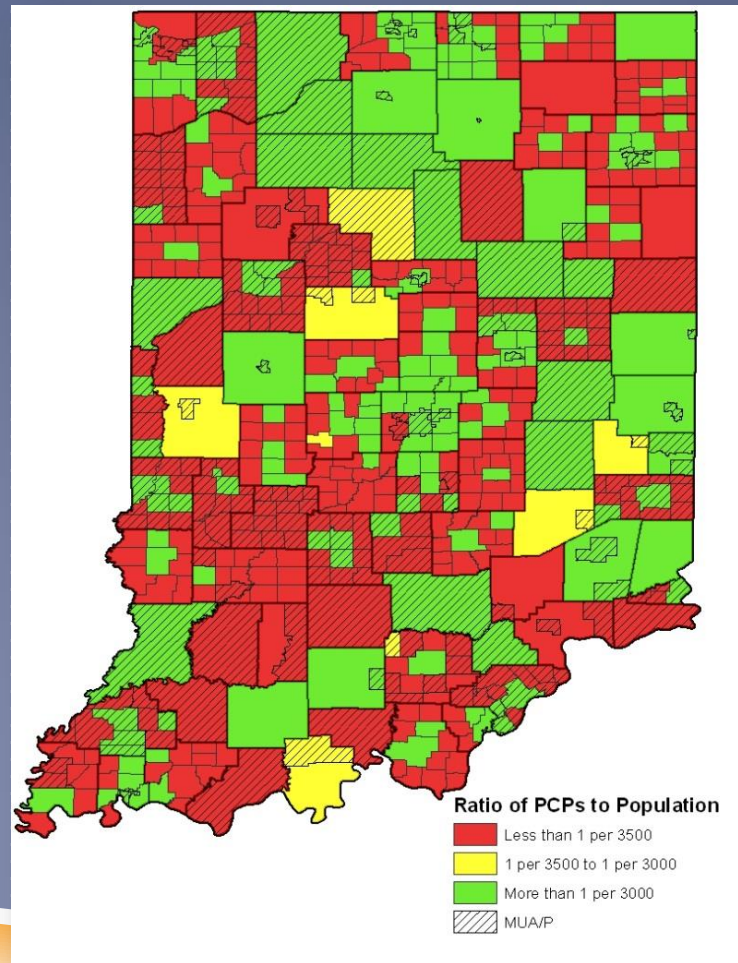 Ratio of PCPs to Population
Less than 1 per 3500
1 per 3500 to 1 per 3000
More than 1 per 3000
MUA/P